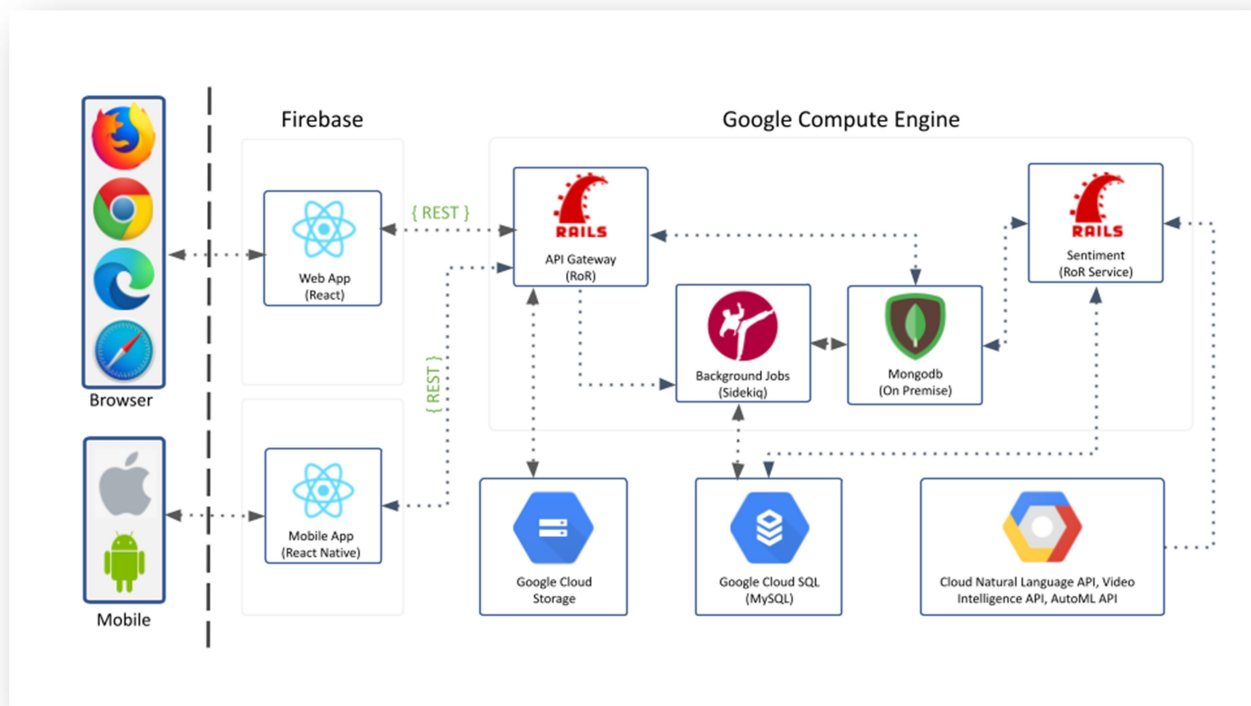 Firebase
Google Compute Engine
Browser
Mobile
Web App
(React)
{ REST }
Mobile App
(React Native)
{ REST }
RAILS
API Gateway
(RoR)
Background Jobs
(Sidekiq)
Mongodb
(On Premise)
RAILS
Sentiment
(RoR Service)
Google Cloud
Storage
Google Cloud SQL
(MySQL)
Cloud Natural Language API, Video
Intelligence API, AutoML API